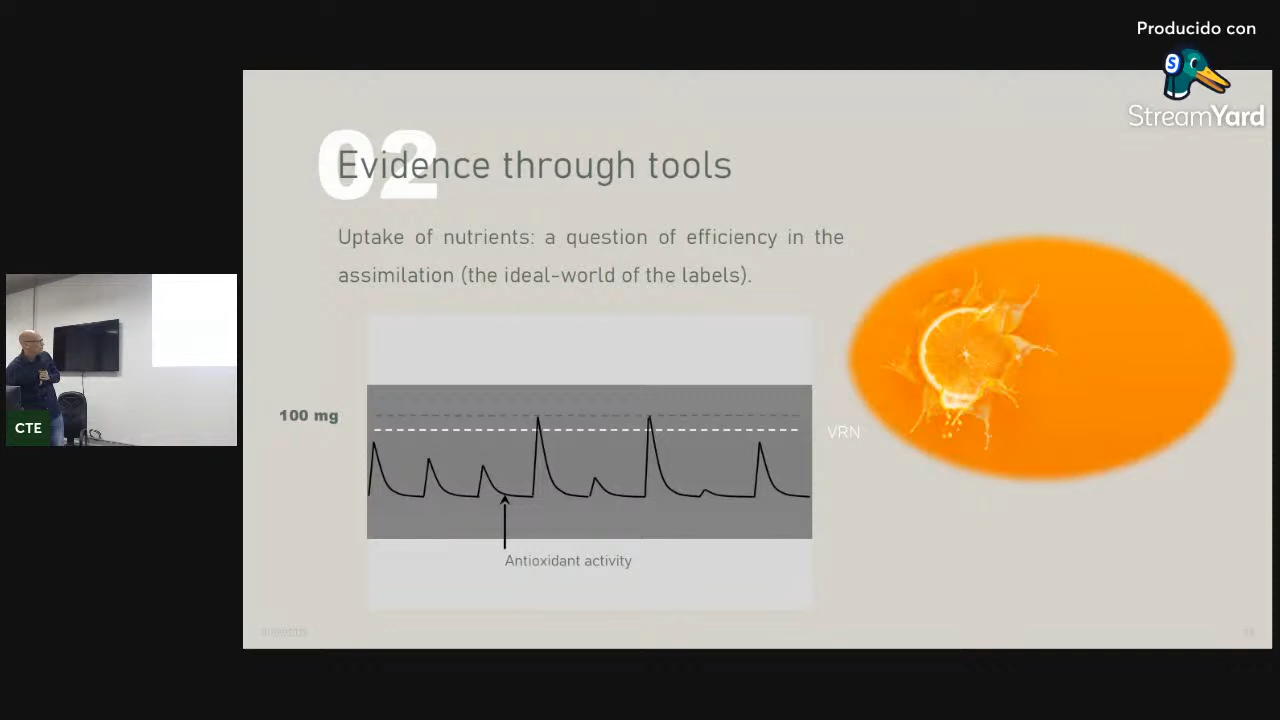 Producido con
S
StreamYard
02
Evidence through tools
Uptake of nutrients: a question of efficiency in the
assimilation (the ideal-world of the labels).
100 mg
VRN
Antioxidant activity
CTE